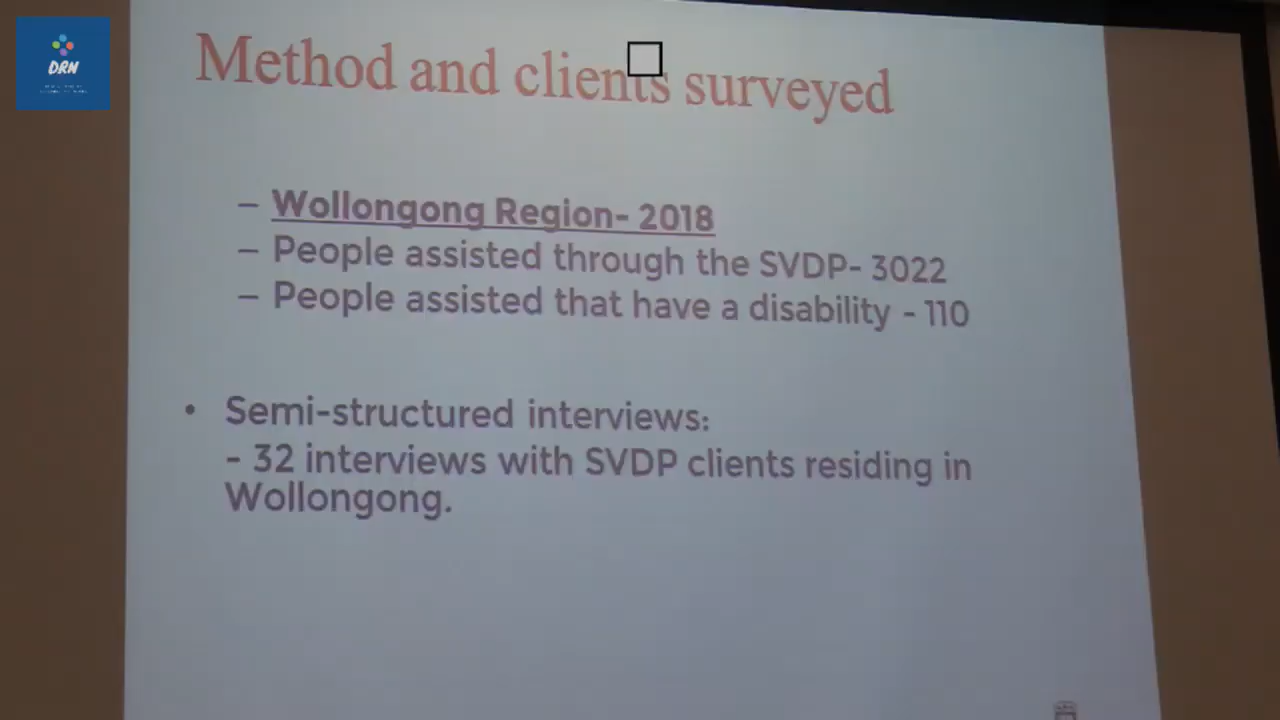 DRN
Method and clients surveyed
– Wollongong Region- 2018
– People assisted through the SVDP- 3022
– People assisted that have a disability - 110
• Semi-structured interviews:
- 32 interviews with SVDP clients residing in
Wollongong.